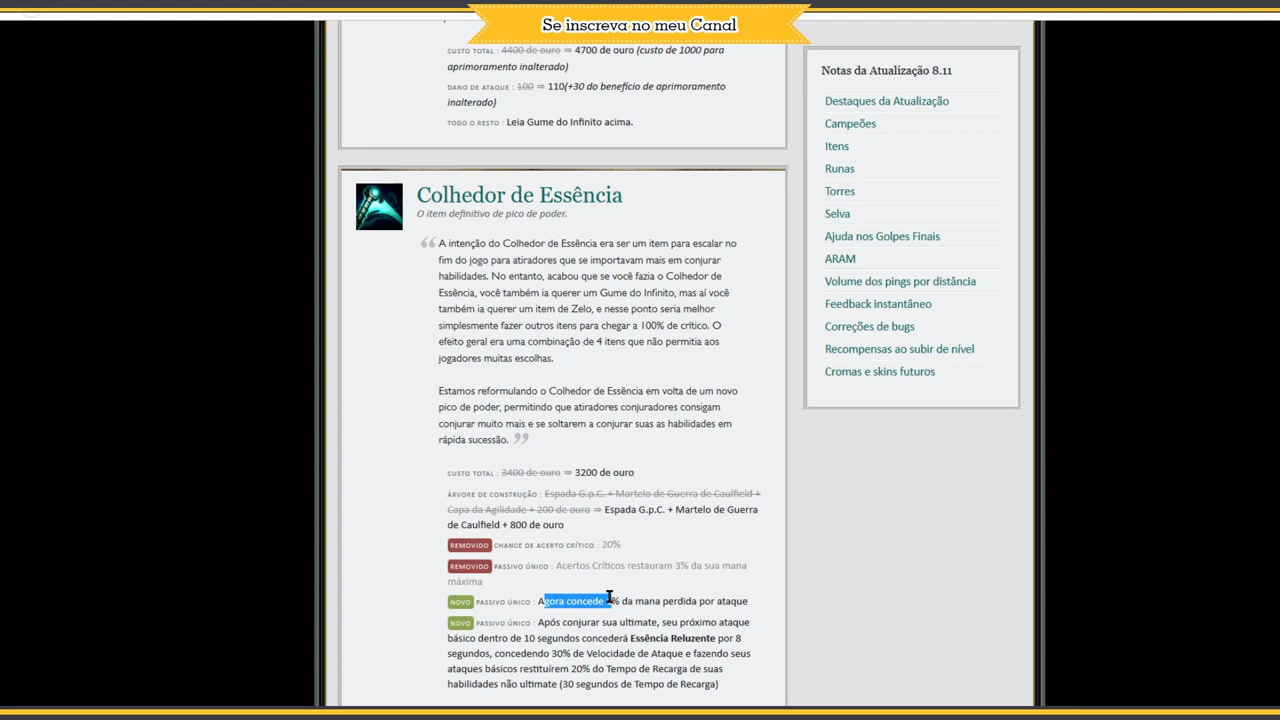 Se inscreva no meu Canal
CUSTO TOTAL : 4400 de ouro ⇒ 4700 de ouro (custo de 1000 para
aprimoramento inalterado)
DANO DE ATAQUE : 100 ⇒ 110(+30 do benefício de aprimoramento
inalterado)
TODO O RESTO : Leia Gume do Infinito acima.
Colhedor de Essência
O item definitivo de pico de poder.
“ A intenção do Colhedor de Essência era ser um item para escalar no
fim do jogo para atiradores que se importavam mais em conjurar
habilidades. No entanto, acabou que se você fazia o Colhedor de
Essência, você também ia querer um Gume do Infinito, mas aí você
também ia querer um item de Zelo, e nesse ponto seria melhor
simplesmente fazer outros itens para chegar a 100% de crítico. O
efeito geral era uma combinação de 4 itens que não permitia aos
jogadores muitas escolhas.
Estamos reformulando o Colhedor de Essência em volta de um novo
pico de poder, permitindo que atiradores conjuradores consigam
conjurar muito mais e se soltarem a conjurar suas as habilidades em
rápida sucessão. ”
CUSTO TOTAL : 3400 de ouro ⇒ 3200 de ouro
ÁRVORE DE CONSTRUÇÃO : Espada G.p.C. + Martelo de Guerra de Caulfield +
Capa da Agilidade + 200 de ouro ⇒ Espada G.p.C. + Martelo de Guerra
de Caulfield + 800 de ouro
REMOVIDO CHANCE DE ACERTO CRÍTICO : 20%
REMOVIDO PASSIVO ÚNICO : Acertos Críticos restauram 3% da sua mana
máxima
NOVO PASSIVO ÚNICO : Agora concede % da mana perdida por ataque
NOVO PASSIVO ÚNICO : Após conjurar sua ultimate, seu próximo ataque
básico dentro de 10 segundos concederá Essência Reluzente por 8
segundos, concedendo 30% de Velocidade de Ataque e fazendo seus
ataques básicos restituírem 20% do Tempo de Recarga de suas
habilidades não ultimate (30 segundos de Tempo de Recarga)
Notas da Atualização 8.11
Destaques da Atualização
Campeões
Itens
Runas
Torres
Selva
Ajuda nos Golpes Finais
ARAM
Volume dos pings por distância
Feedback instantâneo
Correções de bugs
Recompensas ao subir de nível
Cromas e skins futuros